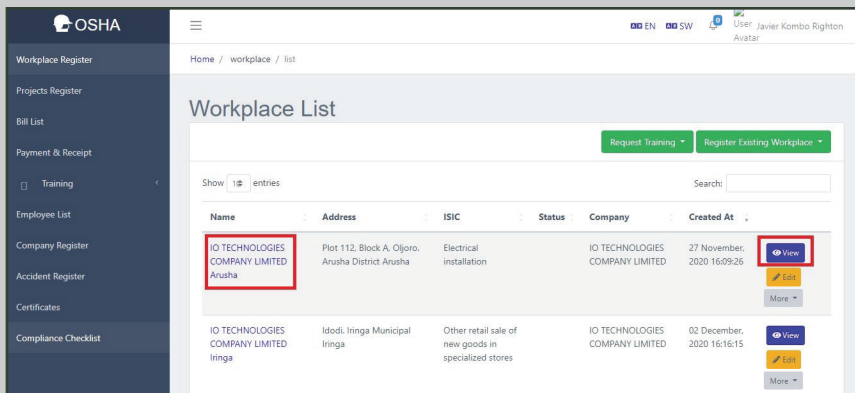 OSHA
EN SW 0 User Avatar Javier Kombo Righton
Workplace Register
Home / workplace / list
Projects Register
Bill List
Payment & Receipt
Training
Employee List
Company Register
Accident Register
Certificates
Compliance Checklist
Workplace List
Request Training Register Existing Workplace
Show entries Search:
Name Address ISIC Status Company Created At
IO TECHNOLOGIES COMPANY LIMITED Arusha
Plot 112, Block A, Oljoro, Arusha District Arusha
Electrical installation
IO TECHNOLOGIES COMPANY LIMITED
27 November, 2020 16:09:26
View
Edit
More
IO TECHNOLOGIES COMPANY LIMITED Iringa
Idodi, Iringa Municipal Iringa
Other retail sale of new goods in specialized stores
IO TECHNOLOGIES COMPANY LIMITED
02 December, 2020 16:16:15
View
Edit
More